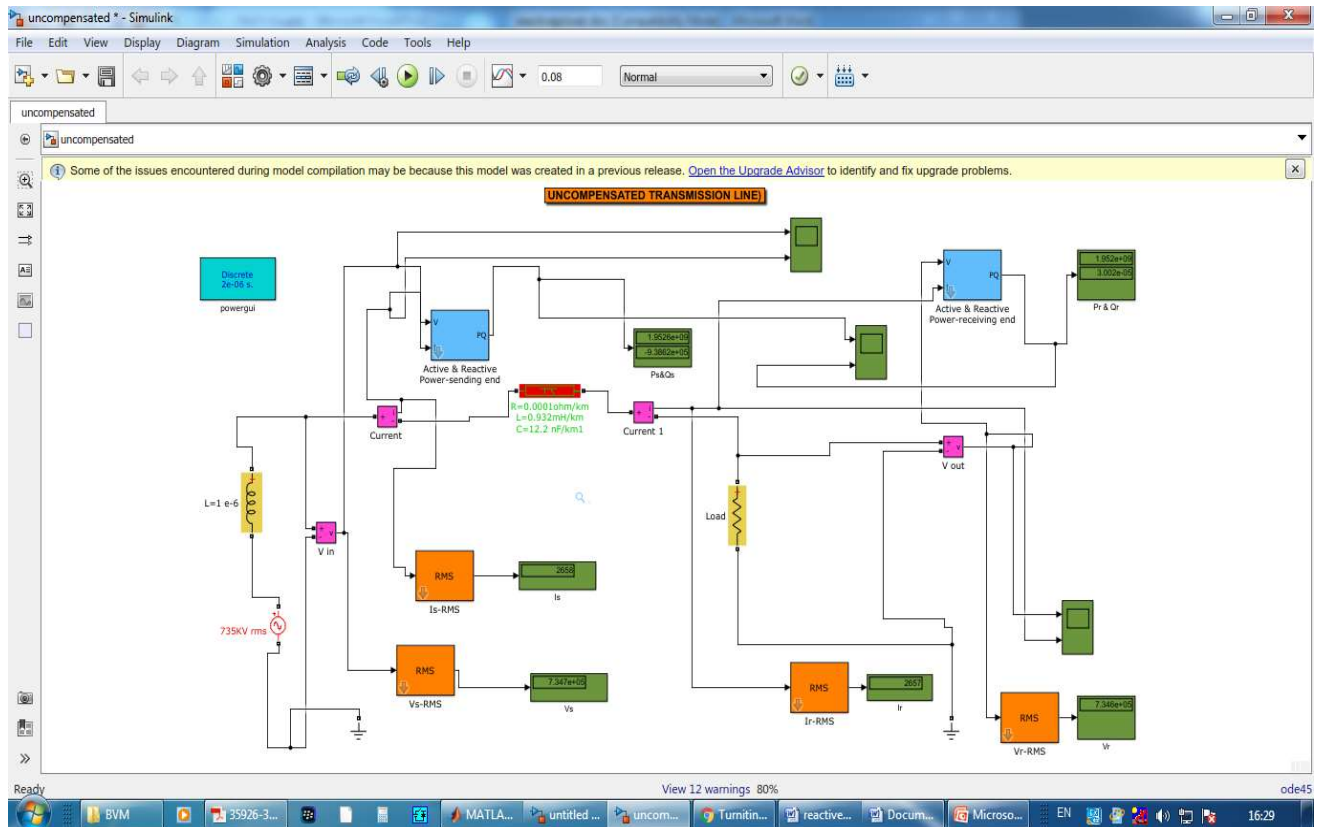 uncompensated * - Simulink
File Edit View Display Diagram Simulation Analysis Code Tools Help
0.08 Normal
uncompensated
uncompensated
Some of the issues encountered during model compilation may be because this model was created in a previous release. Open the Upgrade Advisor to identify and fix upgrade problems.
UNCOMPENSATED TRANSMISSION LINE)
Discrete
2e-06 s.
powergui
V
PQ
Active & Reactive
Power-sending end
1.9526e+09
-9.3862e+05
Ps&Qs
V
PQ
Active & Reactive
Power-receiving end
1.952e+09
3.002e-05
Pr & Qr
R=0.0001ohm/km
L=0.932mH/km
C=12.2 nF/km1
Current
Current 1
V out
L=1 e-6
V in
Load
RMS
Is-RMS
2658
Is
735KV rms
RMS
Vs-RMS
7.347e+05
Vs
RMS
Ir-RMS
2657
Ir
RMS
Vr-RMS
7.346e+05
Vr
Ready
View 12 warnings 80%
ode45
BVM
35926-3...
MATLA...
untitled ...
uncom...
Turnitin...
reactive...
Docum...
Microso...
EN
16:29